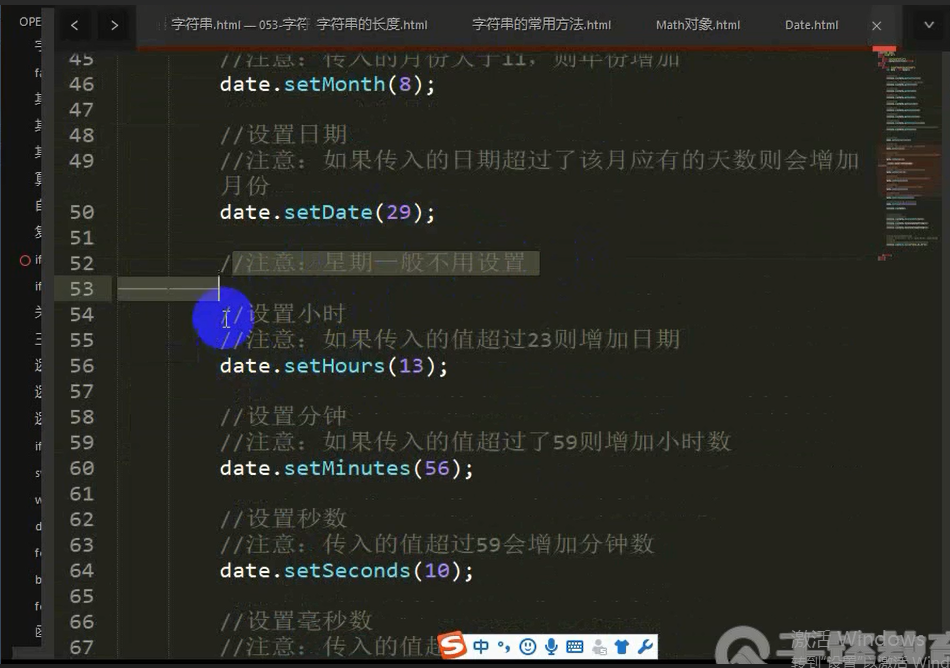 OPE
字符串.html — 053-字符 字符串的长度.html 字符串的常用方法.html Math对象.html Date.html
45 //注意：传入的月份大于11，则年份增加
46 date.setMonth(8);
47
48 //设置日期
49 //注意：如果传入的日期超过了该月应有的天数则会增加
月份
50 date.setDate(29);
51
52 //注意：星期一般不用设置
53
54 //设置小时
55 //注意：如果传入的值超过23则增加日期
56 date.setHours(13);
57
58 //设置分钟
59 //注意：如果传入的值超过了59则增加小时数
60 date.setMinutes(56);
61
62 //设置秒数
63 //注意：传入的值超过59会增加分钟数
64 date.setSeconds(10);
65
66 //设置毫秒数
67 //注意：传入的值超
中
激活 Windows
转到"设置"以激活 Wind